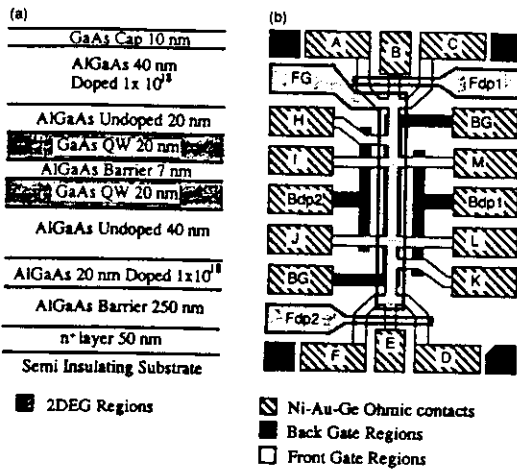 (a)
GaAs Cap 10 nm
AlGaAs 40 nm
Doped 1x 10¹⁸
AlGaAs Undoped 20 nm
GaAs QW 20 nm
AlGaAs Barrier 7 nm
GaAs QW 20 nm
AlGaAs Undoped 40 nm
AlGaAs 20 nm Doped 1x10¹⁸
AlGaAs Barrier 250 nm
n⁺ layer 50 nm
Semi Insulating Substrate
2DEG Regions
(b)
A
B
C
FG
Fdp1
H
BG
I
M
Bdp2
Bdp1
J
L
BG
K
Fdp2
F
E
D
Ni-Au-Ge Ohmic contacts
Back Gate Regions
Front Gate Regions